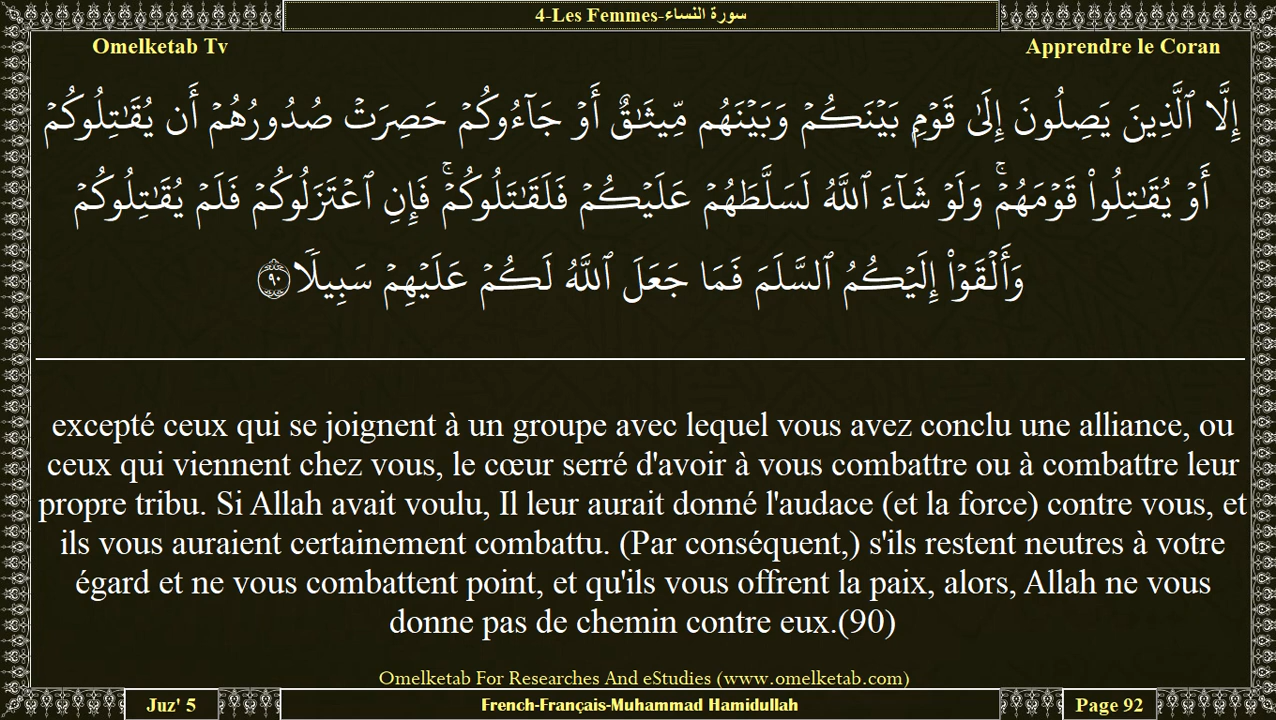 4-Les Femmes-سورة النساء
Omelketab Tv
Apprendre le Coran
إِلَّا ٱلَّذِينَ يَصِلُونَ إِلَىٰ قَوْمِۭ بَيْنَكُمْ وَبَيْنَهُم مِّيثَـٰقٌ أَوْ جَآءُوكُمْ حَصِرَتْ صُدُورُهُمْ أَن يُقَـٰتِلُوكُمْ
أَوْ يُقَـٰتِلُوا۟ قَوْمَهُمْ ۚ وَلَوْ شَآءَ ٱللَّهُ لَسَلَّطَهُمْ عَلَيْكُمْ فَلَقَـٰتَلُوكُمْ ۚ فَإِنِ ٱعْتَزَلُوكُمْ فَلَمْ يُقَـٰتِلُوكُمْ
وَأَلْقَوْا۟ إِلَيْكُمُ ٱلسَّلَمَ فَمَا جَعَلَ ٱللَّهُ لَكُمْ عَلَيْهِمْ سَبِيلًا ٩٠
excepté ceux qui se joignent à un groupe avec lequel vous avez conclu une alliance, ou
ceux qui viennent chez vous, le cœur serré d'avoir à vous combattre ou à combattre leur
propre tribu. Si Allah avait voulu, Il leur aurait donné l'audace (et la force) contre vous, et
ils vous auraient certainement combattu. (Par conséquent,) s'ils restent neutres à votre
égard et ne vous combattent point, et qu'ils vous offrent la paix, alors, Allah ne vous
donne pas de chemin contre eux.(90)
Omelketab For Researches And eStudies (www.omelketab.com)
Juz' 5
French-Français-Muhammad Hamidullah
Page 92